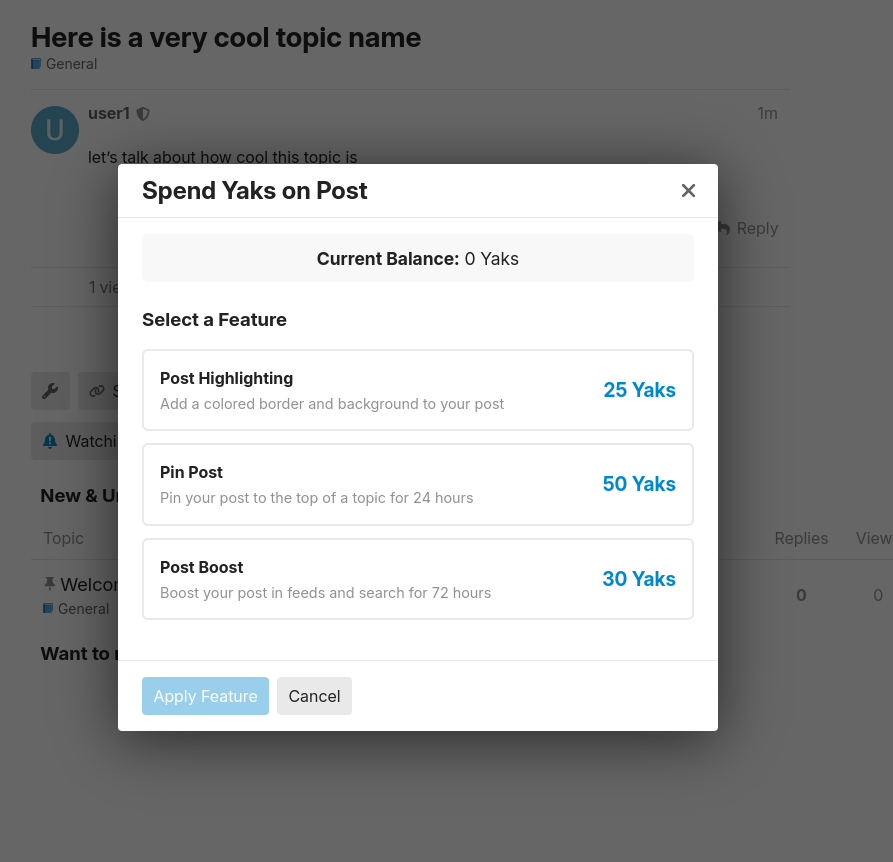 Here is a very cool topic name
General
U
user1
1m
let's talk about how cool this topic is
Spend Yaks on Post
Current Balance: 0 Yaks
Reply
1 vie
Select a Feature
Post Highlighting
Add a colored border and background to your post
25 Yaks
S
Pin Post
Pin your post to the top of a topic for 24 hours
50 Yaks
Watchi
New & Un
Topic
Replies
View
Post Boost
Boost your post in feeds and search for 72 hours
30 Yaks
Welcom
General
0
0
Want to r
Apply Feature
Cancel